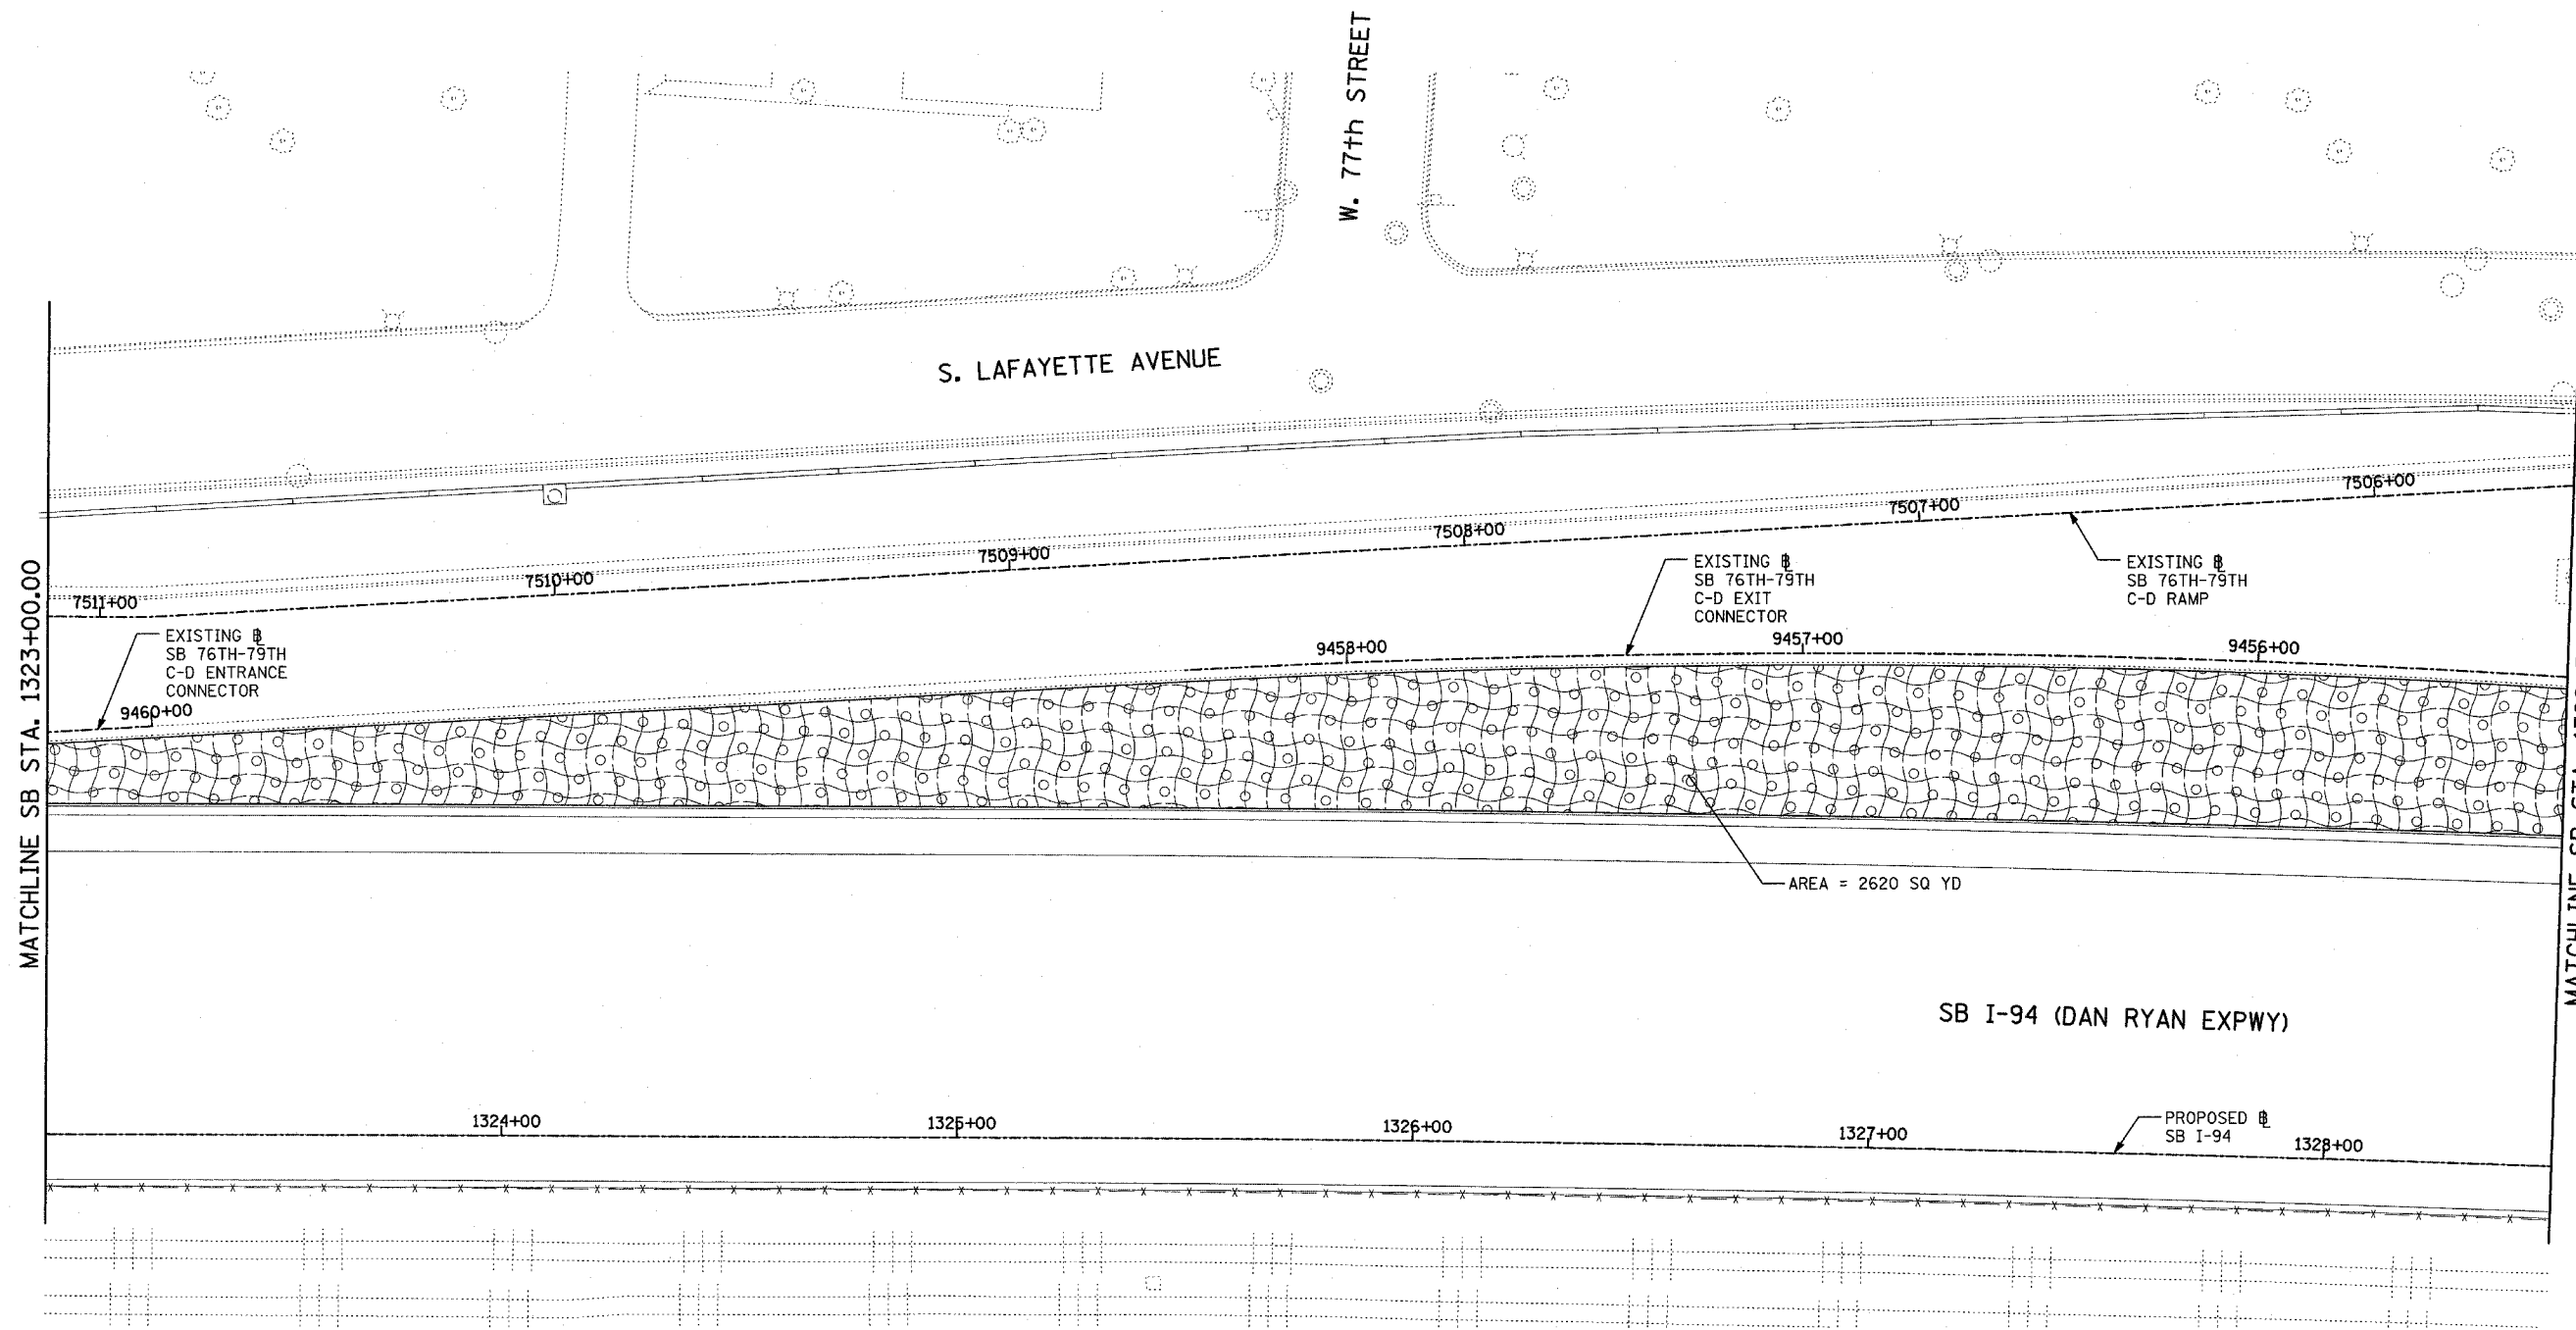 W. 77th STREET
S. LAFAYETTE AVENUE
7506+00
7507+00
7508+00
7509+00
7510+00
7511+00
EXISTING ℄
SB 76TH-79TH
C-D EXIT
CONNECTOR
EXISTING ℄
SB 76TH-79TH
C-D RAMP
EXISTING ℄
SB 76TH-79TH
C-D ENTRANCE
CONNECTOR
9460+00
9458+00
9457+00
9456+00
MATCHLINE SB STA. 1323+00.00
MATCHLINE SB STA.
AREA = 2620 SQ YD
SB I-94 (DAN RYAN EXPWY)
1324+00
1325+00
1326+00
1327+00
1328+00
PROPOSED ℄
SB I-94